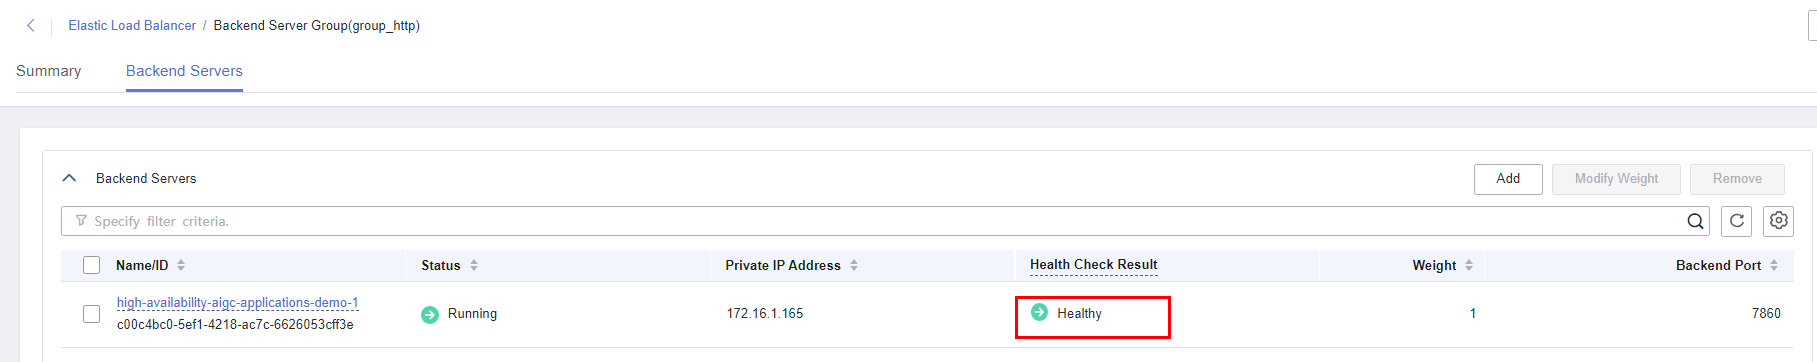 Elastic Load Balancer / Backend Server Group(group_http)
Summary Backend Servers
Backend Servers Add Modify Weight Remove
Specify filter criteria.
Name/ID Status Private IP Address Health Check Result Weight Backend Port
high-availability-aigc-applications-demo-1
c00c4bc0-5ef1-4218-ac7c-6626053cff3e
Running 172.16.1.165 Healthy 1 7860